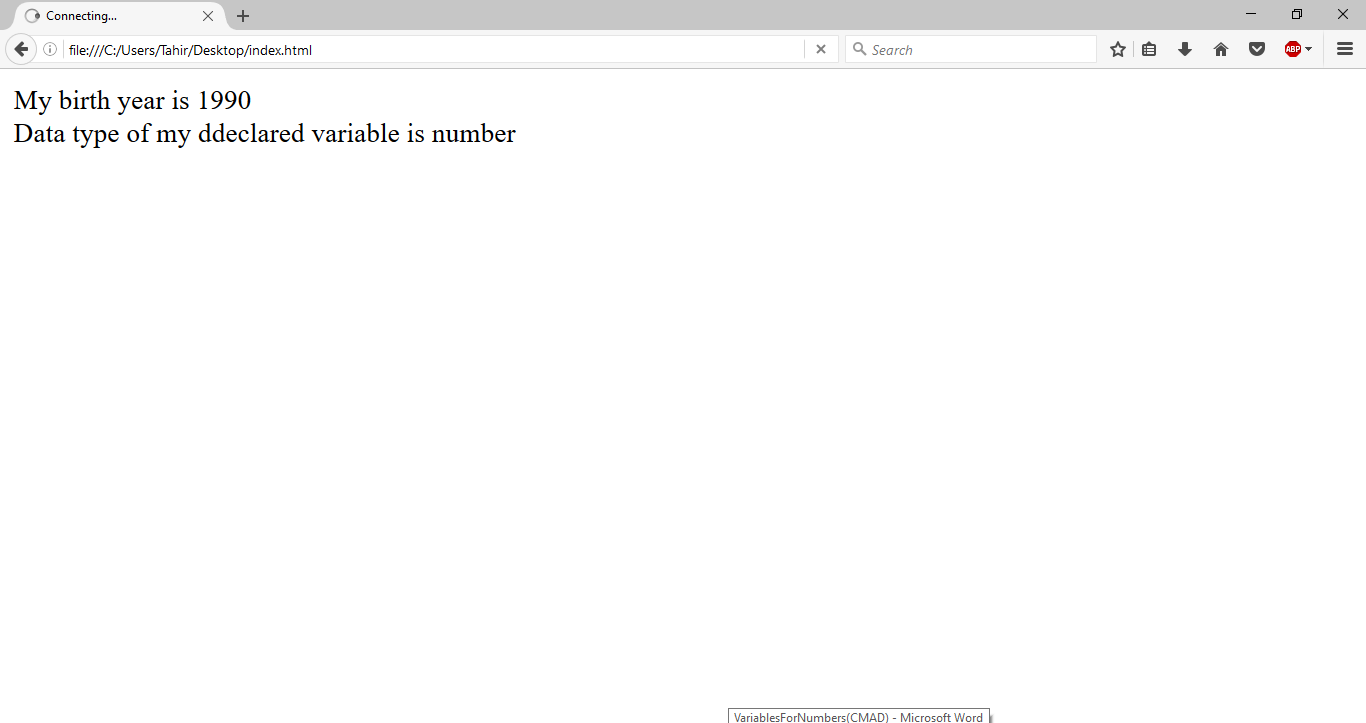 Connecting...
file:///C:/Users/Tahir/Desktop/index.html
Search
ABP
My birth year is 1990
Data type of my ddeclared variable is number
VariablesForNumbers(CMAD) - Microsoft Word